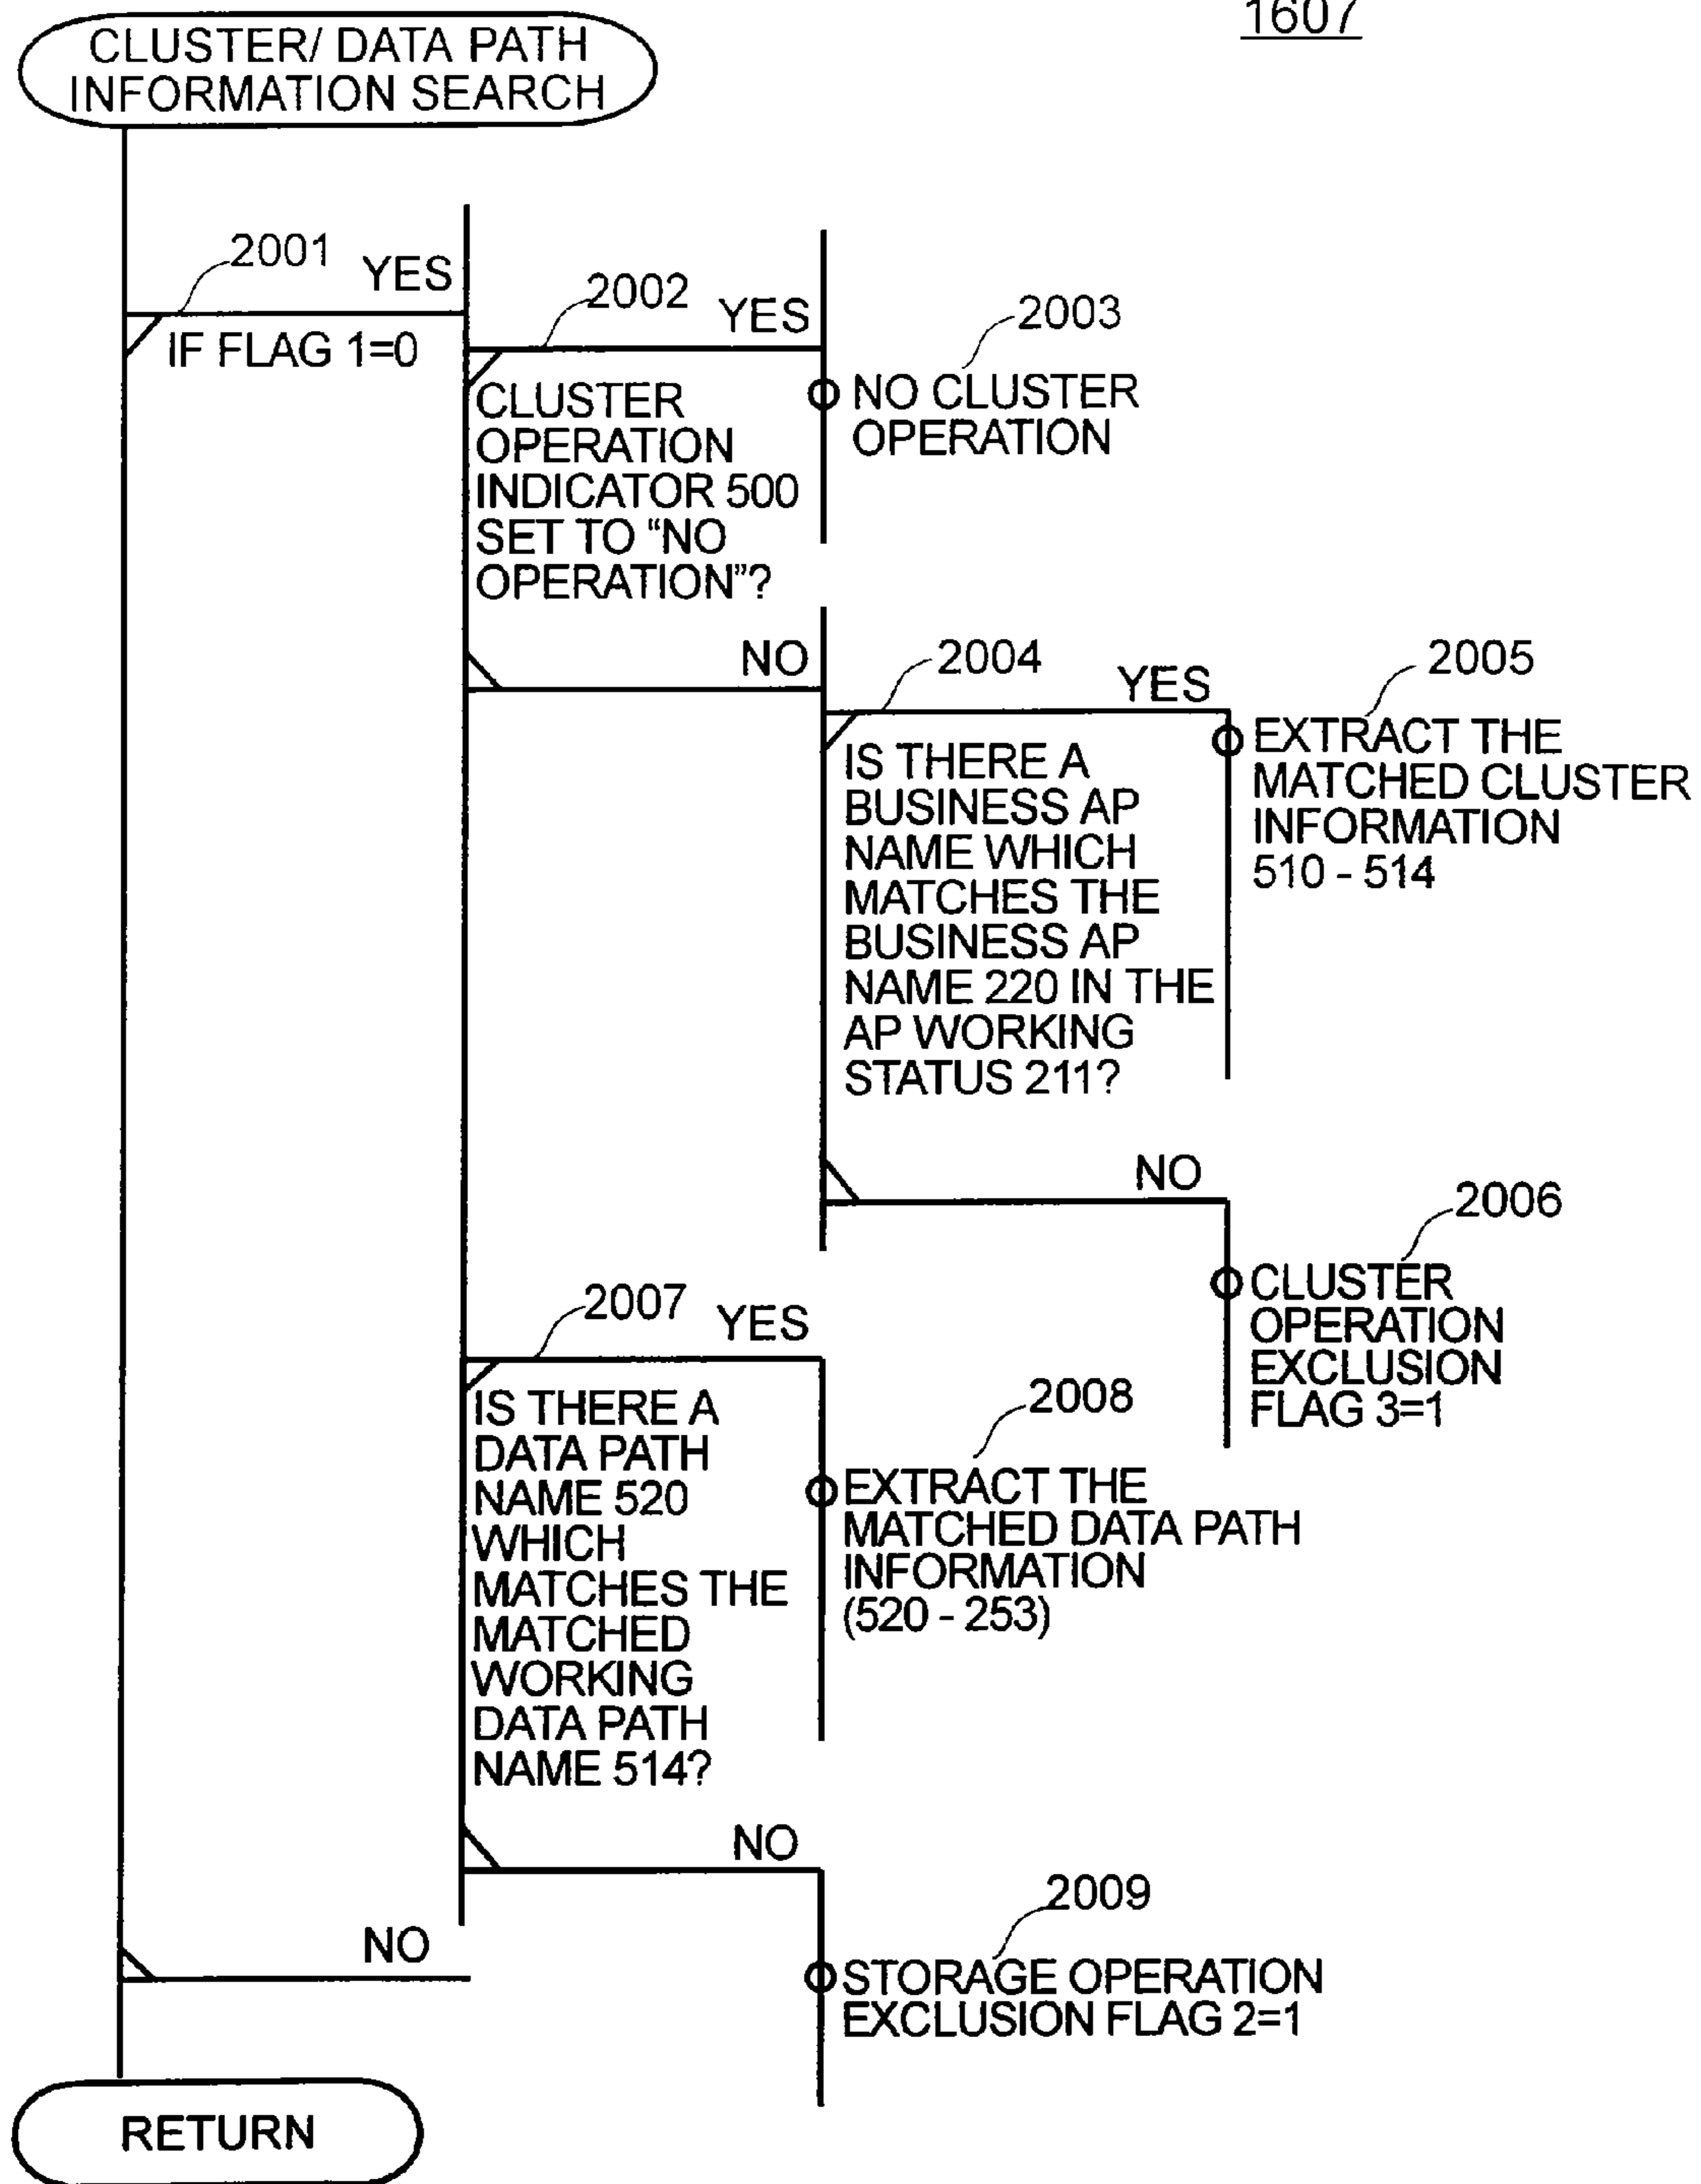 1607
CLUSTER/ DATA PATH
INFORMATION SEARCH
2001
YES
IF FLAG 1=0
2002
YES
CLUSTER
OPERATION
INDICATOR 500
SET TO “NO
OPERATION”?
2003
NO CLUSTER
OPERATION
NO
2004
YES
IS THERE A
BUSINESS AP
NAME WHICH
MATCHES THE
BUSINESS AP
NAME 220 IN THE
AP WORKING
STATUS 211?
2005
EXTRACT THE
MATCHED CLUSTER
INFORMATION
510 - 514
NO
2006
CLUSTER
OPERATION
EXCLUSION
FLAG 3=1
2007
YES
IS THERE A
DATA PATH
NAME 520
WHICH
MATCHES THE
MATCHED
WORKING
DATA PATH
NAME 514?
2008
EXTRACT THE
MATCHED DATA PATH
INFORMATION
(520 - 253)
NO
2009
STORAGE OPERATION
EXCLUSION FLAG 2=1
NO
RETURN